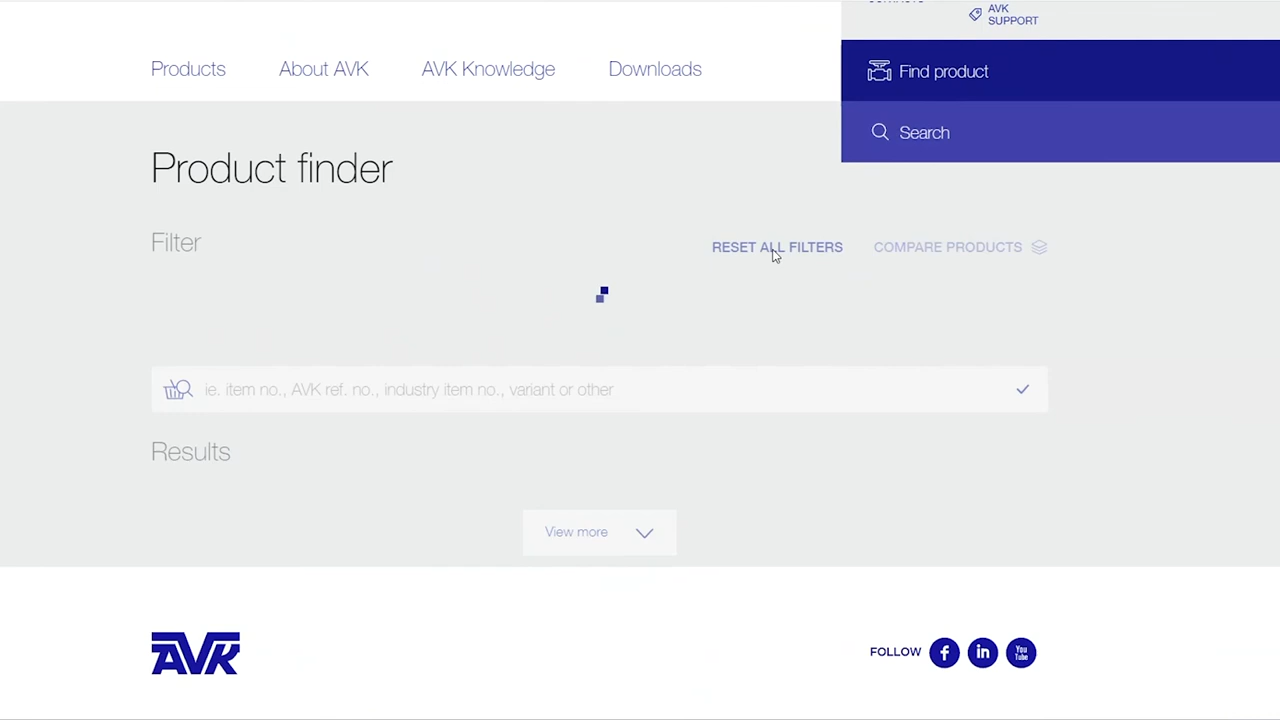 AVK
SUPPORT
Products
About AVK
AVK Knowledge
Downloads
Find product
Search
Product finder
Filter
RESET ALL FILTERS
COMPARE PRODUCTS
ie. item no., AVK ref. no., industry item no., variant or other
Results
View more
AVK
FOLLOW
f
in
You
Tube